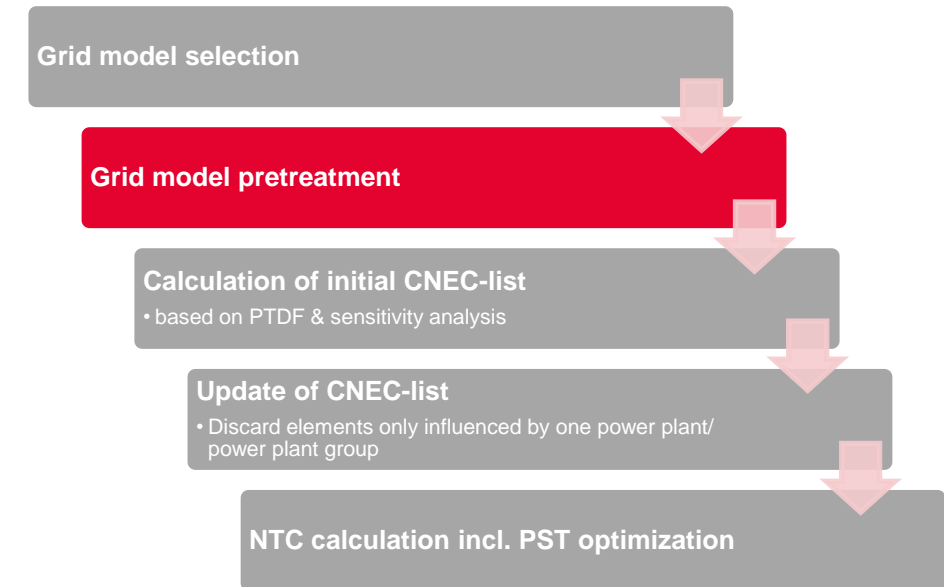 Grid model selection
Grid model pretreatment
Calculation of initial CNEC-list
• based on PTDF & sensitivity analysis
Update of CNEC-list
• Discard elements only influenced by one power plant/
power plant group
NTC calculation incl. PST optimization